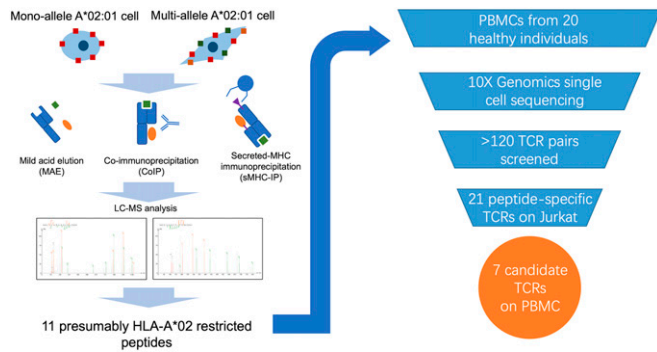 Mono-allele A*02:01 cell
Multi-allele A*02:01 cell
Mild acid elution
(MAE)
Co-immunoprecipitation
(CoIP)
Secreted-MHC
immunoprecipitation
(sMHC-IP)
LC-MS analysis
11 presumably HLA-A*02 restricted
peptides
PBMCs from 20
healthy individuals
10X Genomics single
cell sequencing
>120 TCR pairs
screened
21 peptide-specific
TCRs on Jurkat
7 candidate
TCRs
on PBMC